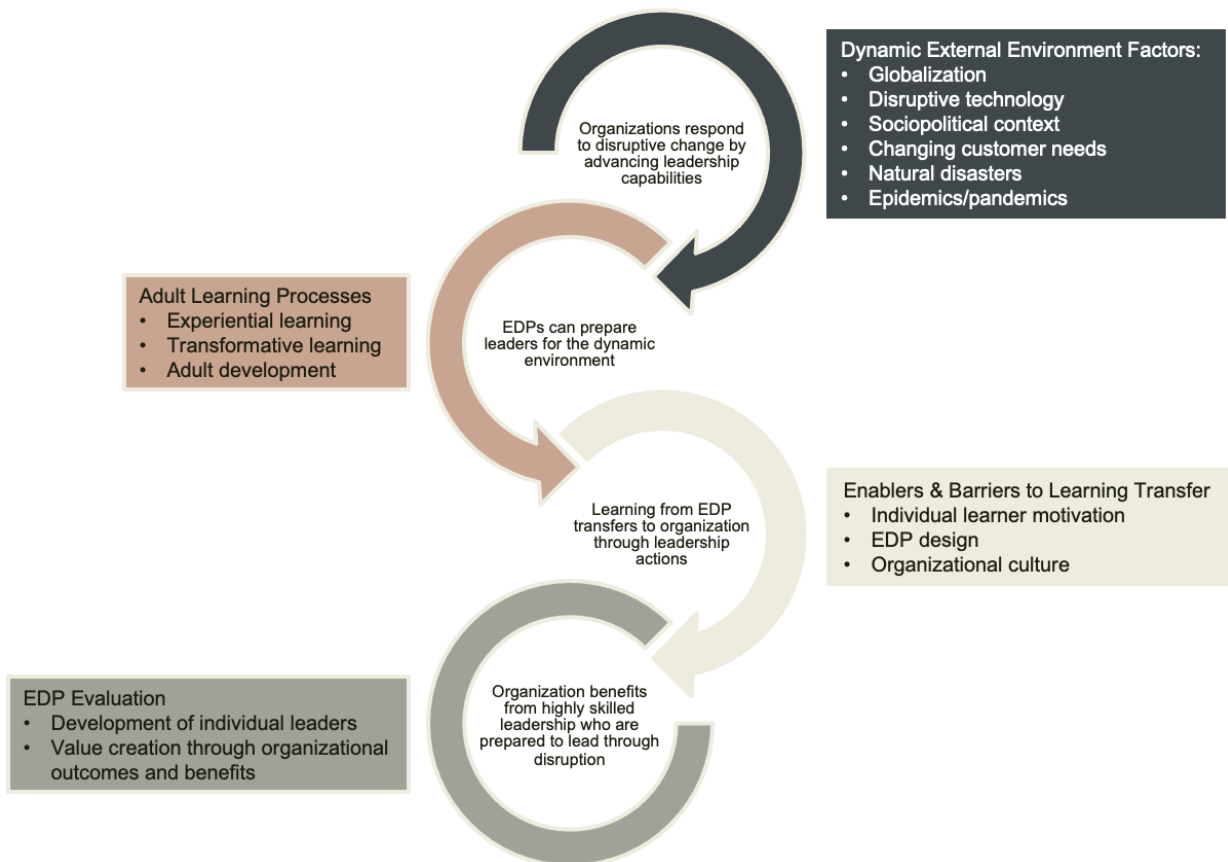 Dynamic External Environment Factors:
• Globalization
• Disruptive technology
• Sociopolitical context
• Changing customer needs
• Natural disasters
• Epidemics/pandemics
Organizations respond
to disruptive change by
advancing leadership
capabilities
Adult Learning Processes
• Experiential learning
• Transformative learning
• Adult development
EDPs can prepare
leaders for the dynamic
environment
Learning from EDP
transfers to organization
through leadership
actions
Enablers & Barriers to Learning Transfer
• Individual learner motivation
• EDP design
• Organizational culture
EDP Evaluation
• Development of individual leaders
• Value creation through organizational
outcomes and benefits
Organization benefits
from highly skilled
leadership who are
prepared to lead through
disruption